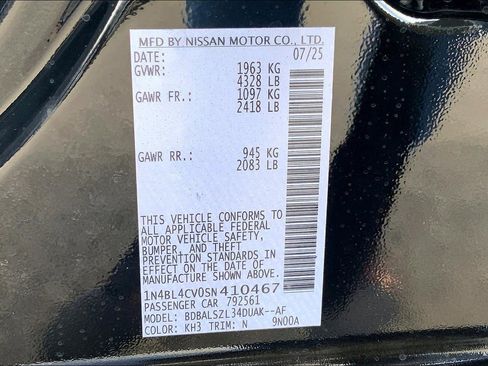 MFD BY NISSAN MOTOR CO., LTD.
DATE: 07/25
GVWR: 1963 KG
4328 LB
GAWR FR.: 1097 KG
2418 LB
GAWR RR.: 945 KG
2083 LB
THIS VEHICLE CONFORMS TO
ALL APPLICABLE FEDERAL
MOTOR VEHICLE SAFETY,
BUMPER, AND THEFT
PREVENTION STANDARDS IN
EFFECT ON THE DATE OF
MANUFACTURE SHOWN ABOVE.
1N4BL4CV0SN410467
PASSENGER CAR 792561
MODEL: BDBALSZL34DUAK--AF
COLOR: KH3 TRIM: N 9N00A